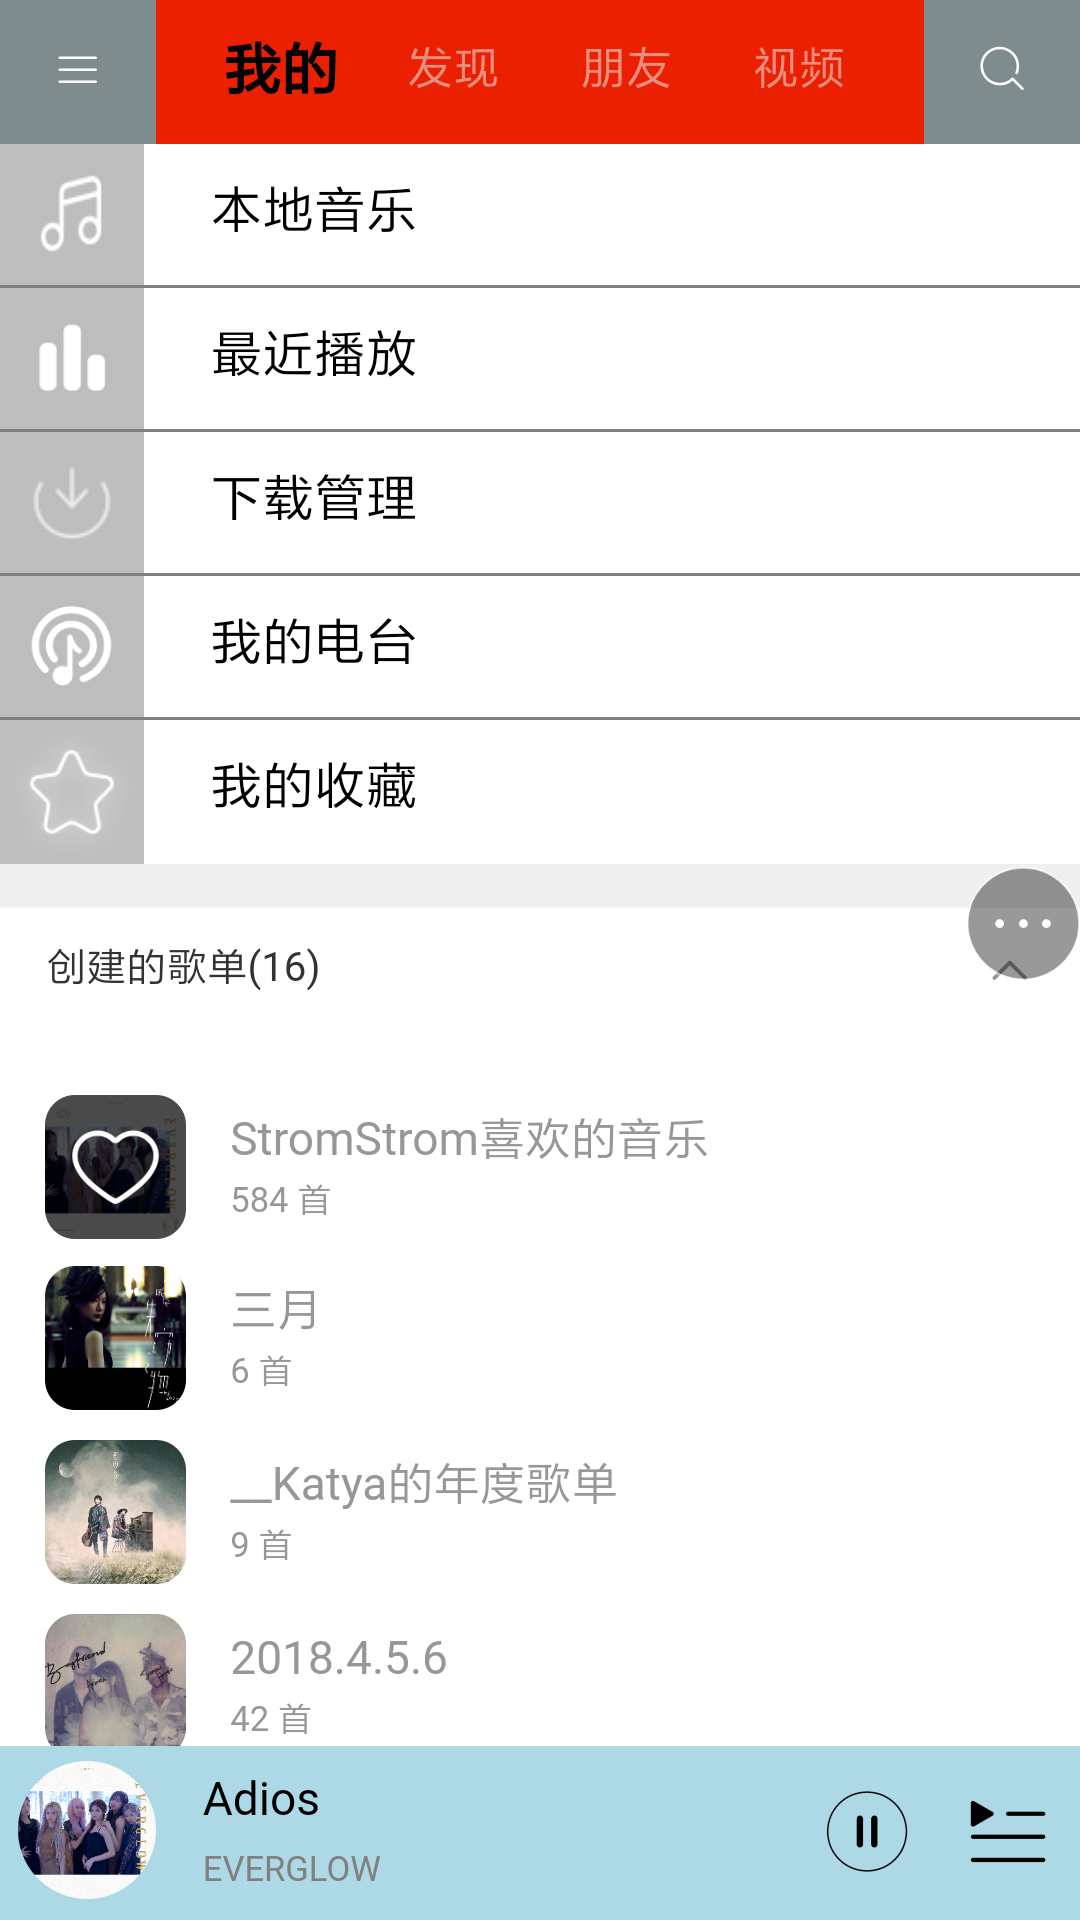 我的 发现 朋友 视频
本地音乐
最近播放
下载管理
我的电台
我的收藏
创建的歌单(16)
StromStrom喜欢的音乐
584 首
三月
6 首
__Katya的年度歌单
9 首
2018.4.5.6
42 首
Adios
EVERGLOW